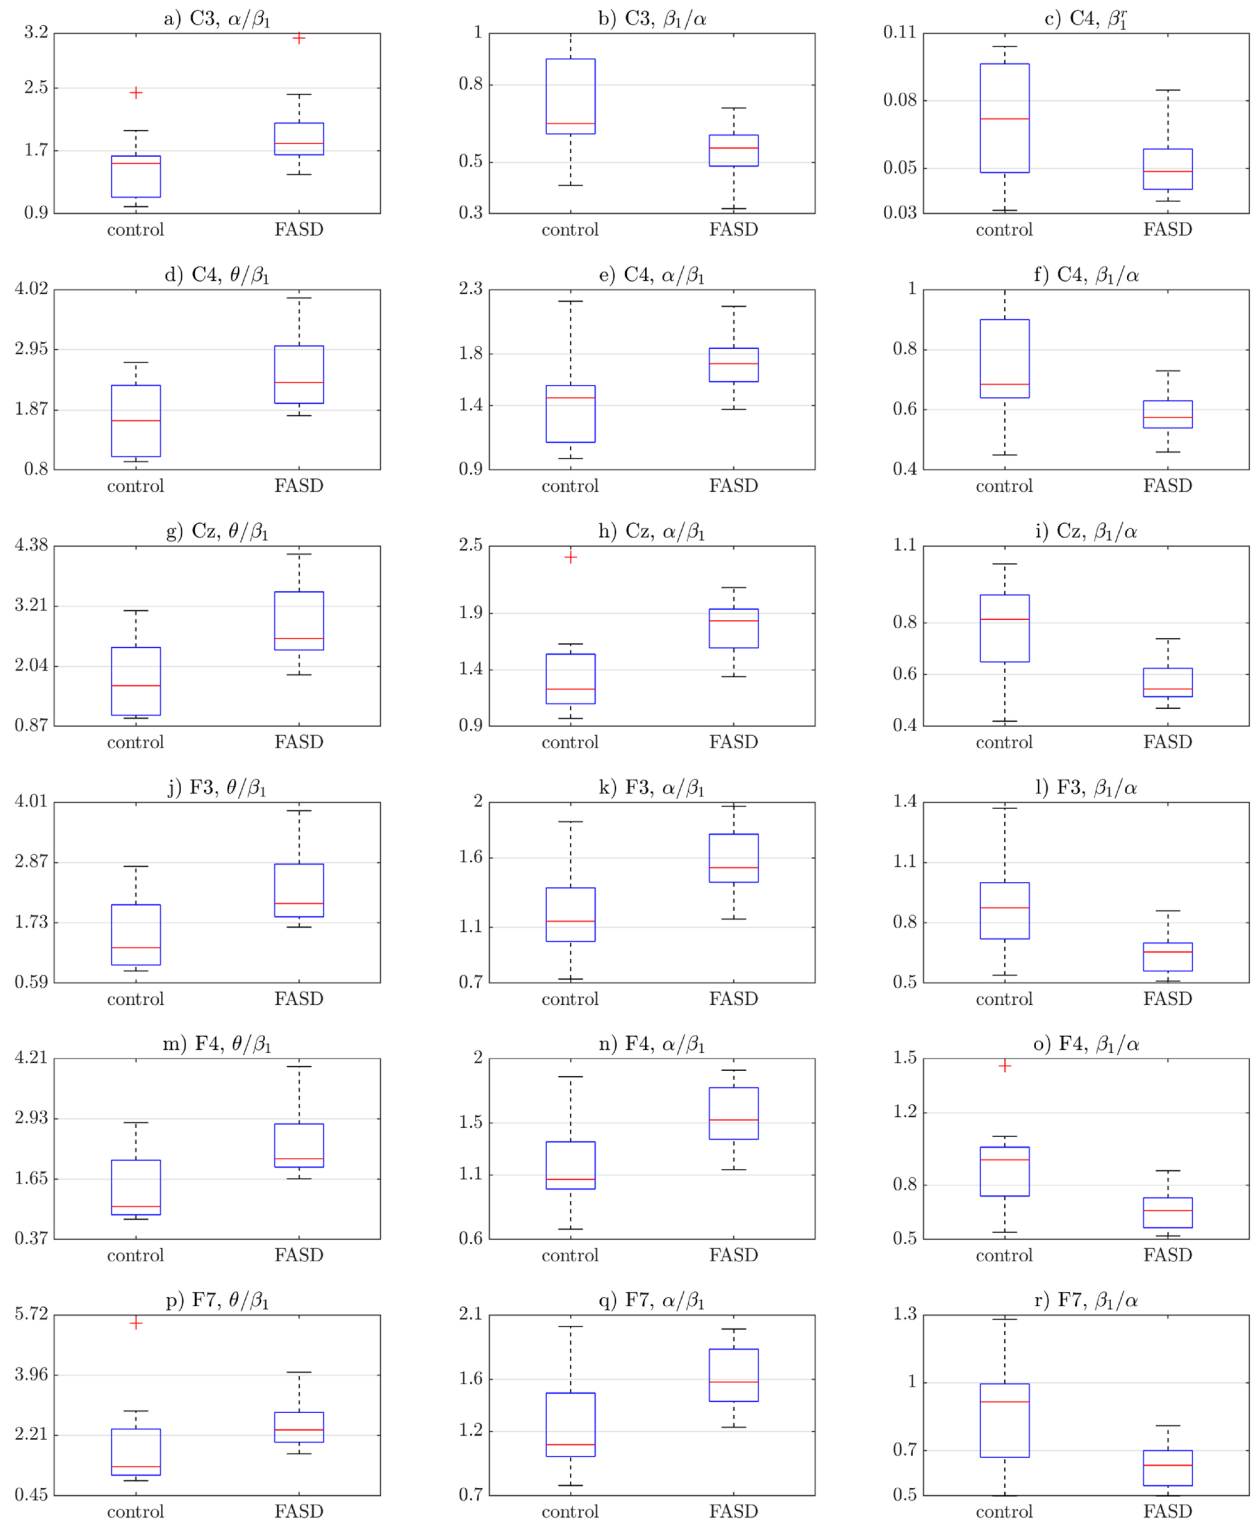 a) C3, α/β₁
3.2
2.5
1.7
0.9
control FASD
b) C3, β₁/α
1
0.8
0.5
0.3
control FASD
c) C4, β₁ʳ
0.11
0.08
0.05
0.03
control FASD
d) C4, θ/β₁
4.02
2.95
1.87
0.8
control FASD
e) C4, α/β₁
2.3
1.8
1.4
0.9
control FASD
f) C4, β₁/α
1
0.8
0.6
0.4
control FASD
g) Cz, θ/β₁
4.38
3.21
2.04
0.87
control FASD
h) Cz, α/β₁
2.5
1.9
1.4
0.9
control FASD
i) Cz, β₁/α
1.1
0.8
0.6
0.4
control FASD
j) F3, θ/β₁
4.01
2.87
1.73
0.59
control FASD
k) F3, α/β₁
2
1.6
1.1
0.7
control FASD
l) F3, β₁/α
1.4
1.1
0.8
0.5
control FASD
m) F4, θ/β₁
4.21
2.93
1.65
0.37
control FASD
n) F4, α/β₁
2
1.5
1.1
0.6
control FASD
o) F4, β₁/α
1.5
1.2
0.8
0.5
control FASD
p) F7, θ/β₁
5.72
3.96
2.21
0.45
control FASD
q) F7, α/β₁
2.1
1.6
1.2
0.7
control FASD
r) F7, β₁/α
1.3
1
0.7
0.5
control FASD